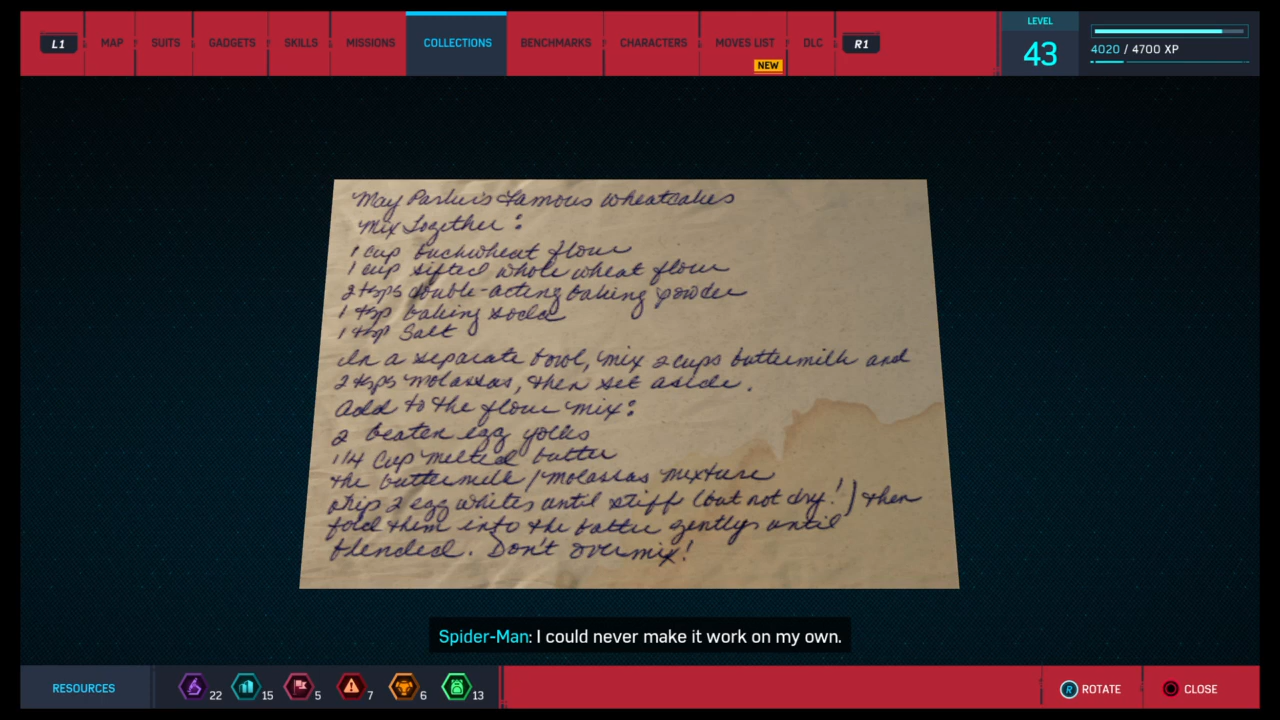 L1 MAP SUITS GADGETS SKILLS MISSIONS COLLECTIONS BENCHMARKS CHARACTERS MOVES LIST DLC R1
NEW
LEVEL
43
4020 / 4700 XP
May Parker's Famous Wheatcakes
Mix Together:
1 cup buckwheat flour
1 cup sifted whole wheat flour
2 tsps double-acting baking powder
1 tsp baking soda
1 tsp Salt
In a separate bowl, mix 2 cups buttermilk and
2 tsps molassas, then set aside.
Add to the flour mix:
2 beaten egg yolks
1/4 Cup melted butter
the buttermilk/molassas mixture
whip 2 egg whites until stiff (but not dry!) then
fold them into the batter gently until
blended. Don't overmix!
Spider-Man: I could never make it work on my own.
RESOURCES 22 15 5 7 6 13 R ROTATE CLOSE